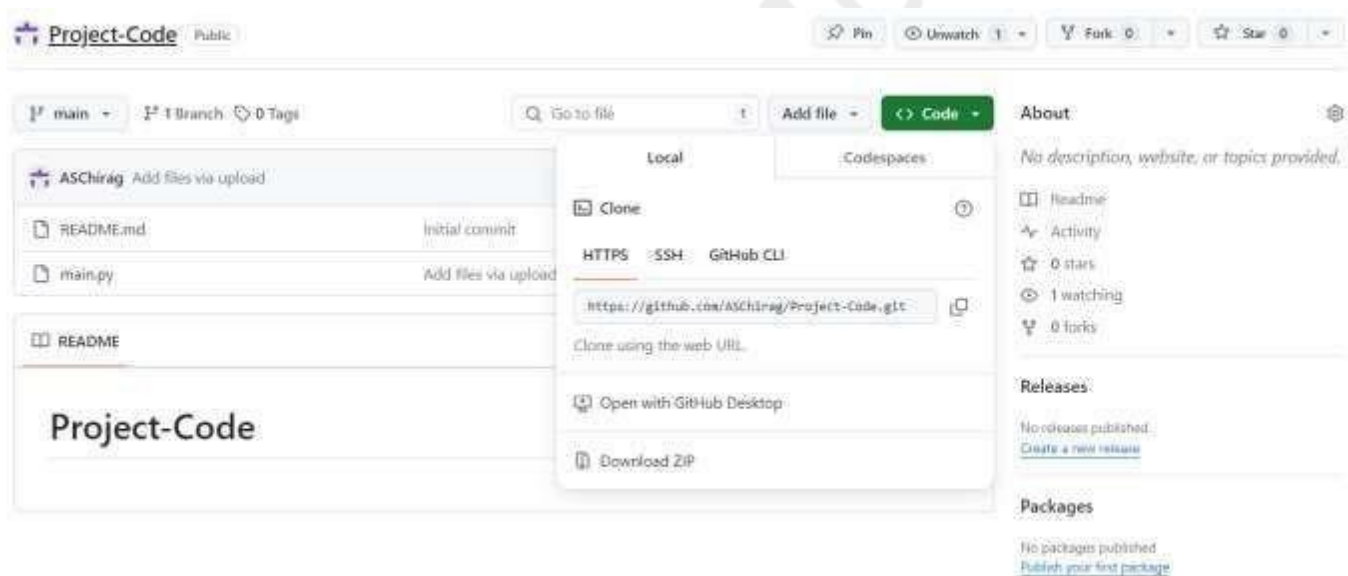 Project-Code Public
Pin Unwatch 1 Fork 0 Star 0
main 1 Branch 0 Tags
Go to file t Add file <> Code
ASChirag Add files via upload
README.md Initial commit
main.py Add files via upload
README
Project-Code
Local Codespaces
Clone
HTTPS SSH GitHub CLI
https://github.com/ASChirag/Project-Code.git
Clone using the web URL.
Open with GitHub Desktop
Download ZIP
About
No description, website, or topics provided.
Readme
Activity
0 stars
1 watching
0 forks
Releases
No releases published
Create a new release
Packages
No packages published
Publish your first package